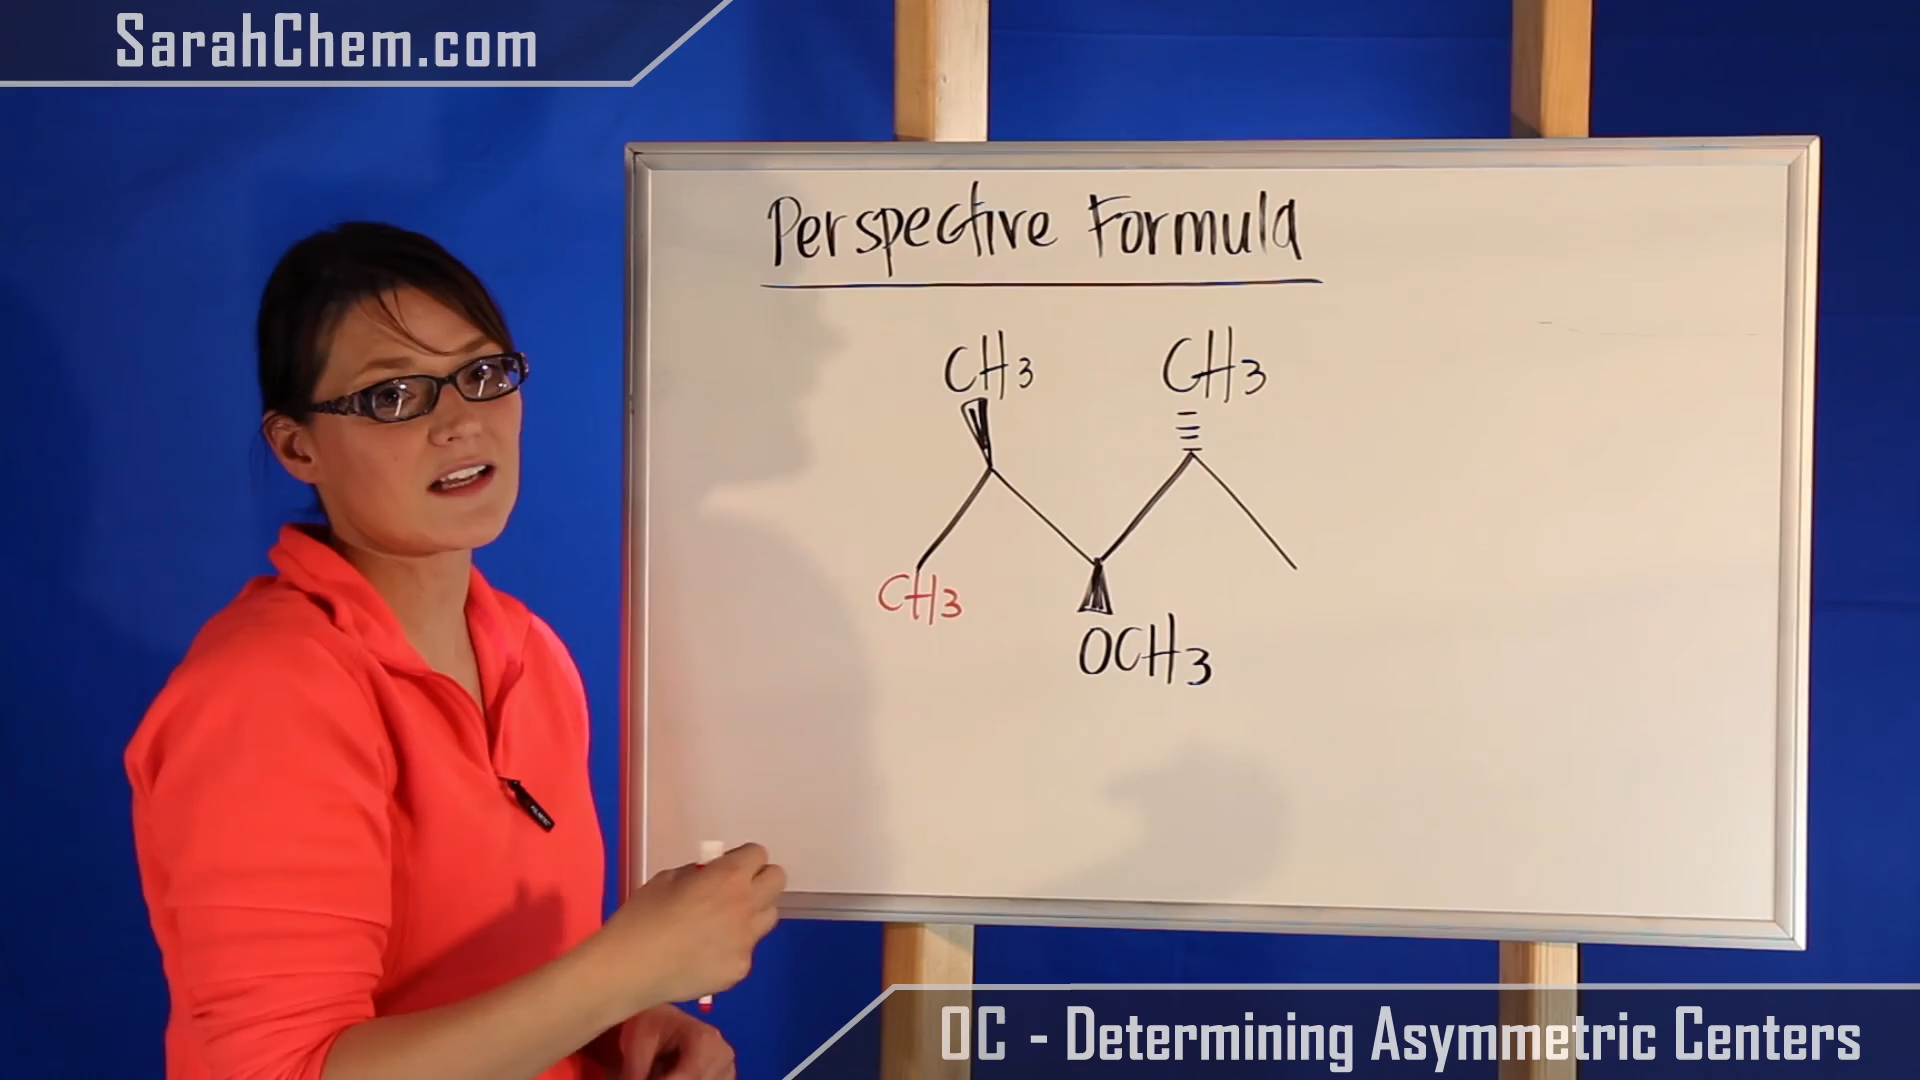 SarahChem.com
Perspective Formula
CH3 CH3
CH3
OCH3
OC - Determining Asymmetric Centers